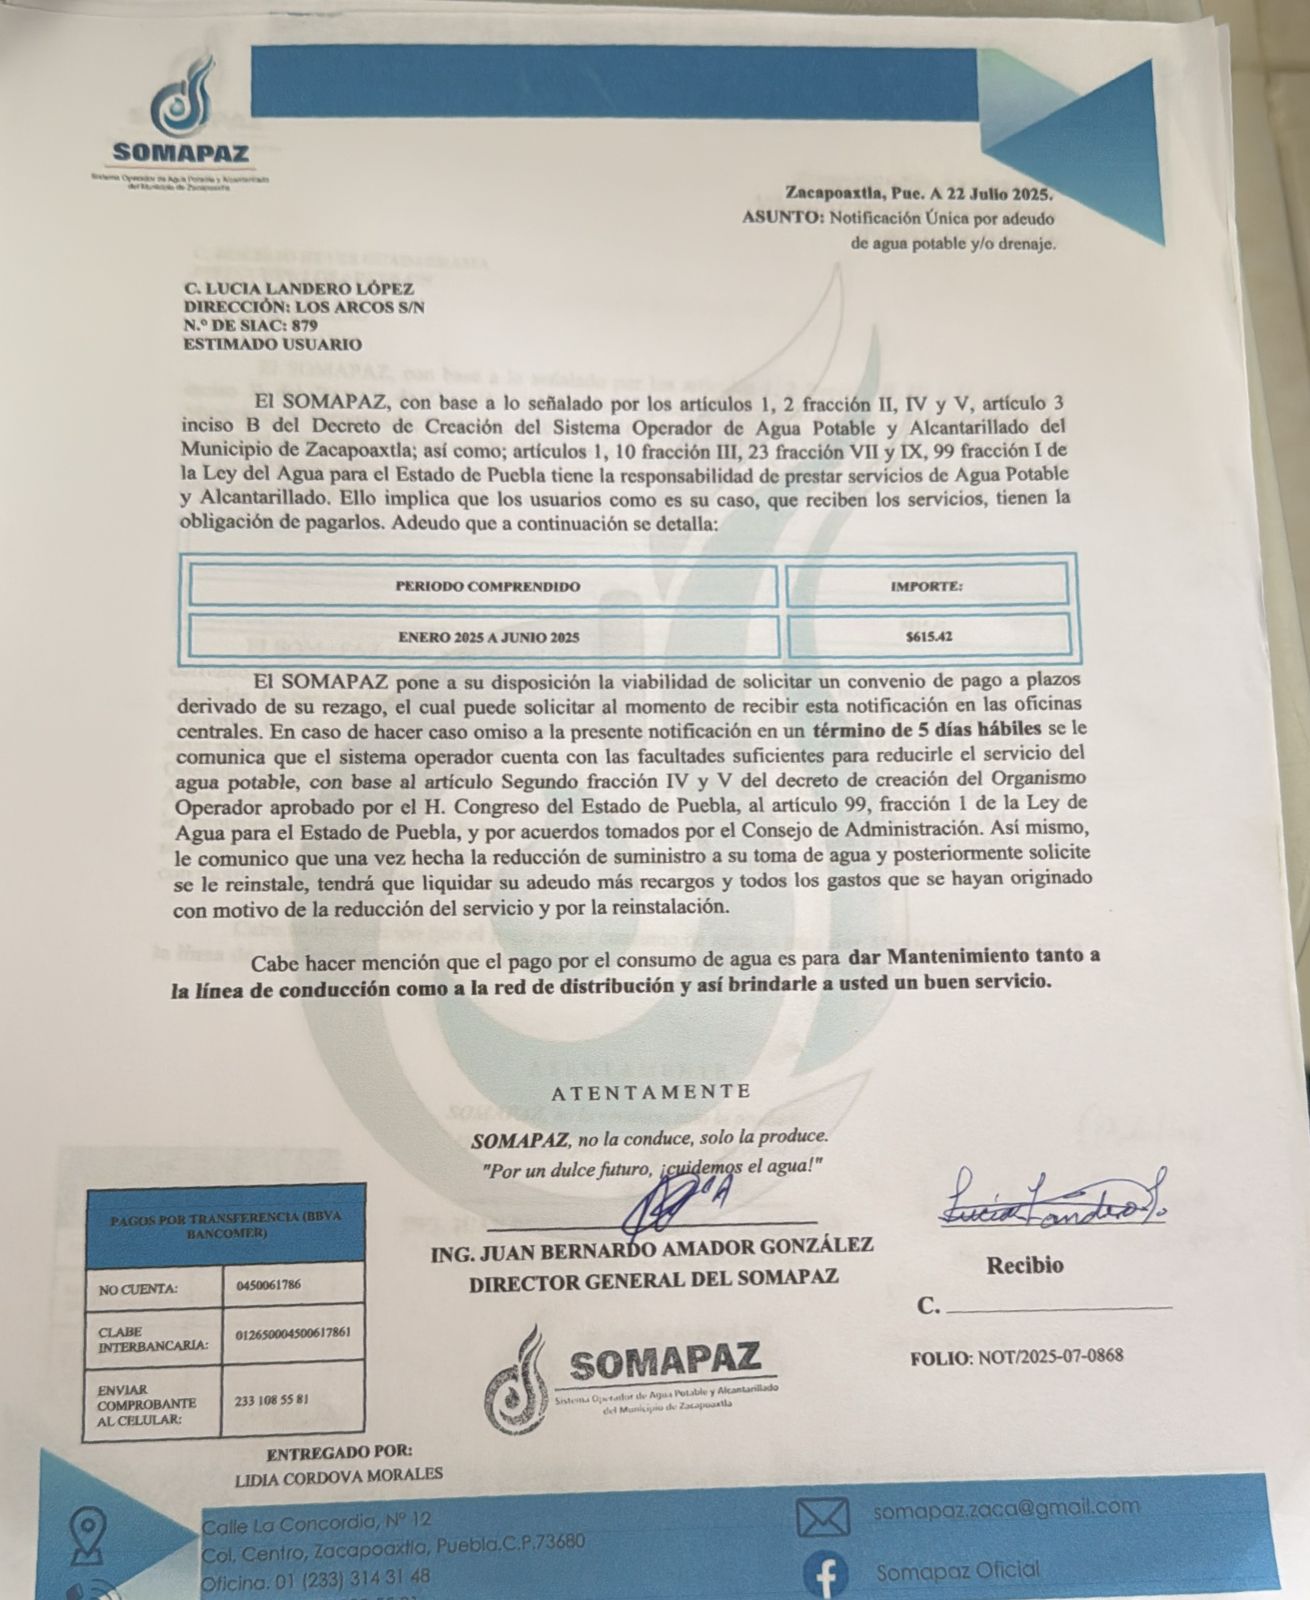 SOMAPAZ
Sistema Operador de Agua Potable y Alcantarillado
del Municipio de Zacapoaxtla
Zacapoaxtla, Pue. A 22 Julio 2025.
ASUNTO: Notificación Única por adeudo
de agua potable y/o drenaje.
C. LUCIA LANDERO LÓPEZ
DIRECCIÓN: LOS ARCOS S/N
N.º DE SIAC: 879
ESTIMADO USUARIO
El SOMAPAZ, con base a lo señalado por los artículos 1, 2 fracción II, IV y V, artículo 3
inciso B del Decreto de Creación del Sistema Operador de Agua Potable y Alcantarillado del
Municipio de Zacapoaxtla; así como; artículos 1, 10 fracción III, 23 fracción VII y IX, 99 fracción I de
la Ley del Agua para el Estado de Puebla tiene la responsabilidad de prestar servicios de Agua Potable
y Alcantarillado. Ello implica que los usuarios como es su caso, que reciben los servicios, tienen la
obligación de pagarlos. Adeudo que a continuación se detalla:
PERIODO COMPRENDIDO IMPORTE:
ENERO 2025 A JUNIO 2025 $615.42
El SOMAPAZ pone a su disposición la viabilidad de solicitar un convenio de pago a plazos
derivado de su rezago, el cual puede solicitar al momento de recibir esta notificación en las oficinas
centrales. En caso de hacer caso omiso a la presente notificación en un término de 5 días hábiles se le
comunica que el sistema operador cuenta con las facultades suficientes para reducirle el servicio del
agua potable, con base al artículo Segundo fracción IV y V del decreto de creación del Organismo
Operador aprobado por el H. Congreso del Estado de Puebla, al artículo 99, fracción 1 de la Ley de
Agua para el Estado de Puebla, y por acuerdos tomados por el Consejo de Administración. Así mismo,
le comunico que una vez hecha la reducción de suministro a su toma de agua y posteriormente solicite
se le reinstale, tendrá que liquidar su adeudo más recargos y todos los gastos que se hayan originado
con motivo de la reducción del servicio y por la reinstalación.
Cabe hacer mención que el pago por el consumo de agua es para dar Mantenimiento tanto a
la línea de conducción como a la red de distribución y así brindarle a usted un buen servicio.
ATENTAMENTE
SOMAPAZ, no la conduce, solo la produce.
"Por un dulce futuro, ¡cuidemos el agua!"
ING. JUAN BERNARDO AMADOR GONZÁLEZ
DIRECTOR GENERAL DEL SOMAPAZ
SOMAPAZ
Sistema Operador de Agua Potable y Alcantarillado
del Municipio de Zacapoaxtla
Lucia Landero L.
Recibio
C.
FOLIO: NOT/2025-07-0868
PAGOS POR TRANSFERENCIA (BBVA
BANCOMER)
NO CUENTA: 0450061786
CLABE
INTERBANCARIA: 012650004500617861
ENVIAR
COMPROBANTE
AL CELULAR: 233 108 55 81
ENTREGADO POR:
LIDIA CORDOVA MORALES
Calle La Concordia, Nº 12
Col. Centro, Zacapoaxtla, Puebla.C.P.73680
Oficina. 01 (233) 314 31 48
somapaz.zaca@gmail.com
Somapaz Oficial